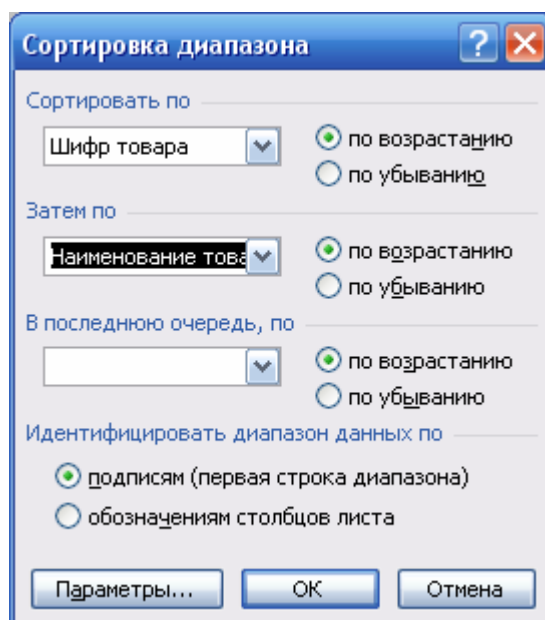 Сортировка диапазона
Сортировать по
Шифр товара
по возрастанию
по убыванию
Затем по
Наименование това
по возрастанию
по убыванию
В последнюю очередь, по
по возрастанию
по убыванию
Идентифицировать диапазон данных по
подписям (первая строка диапазона)
обозначениям столбцов листа
Параметры... ОК Отмена